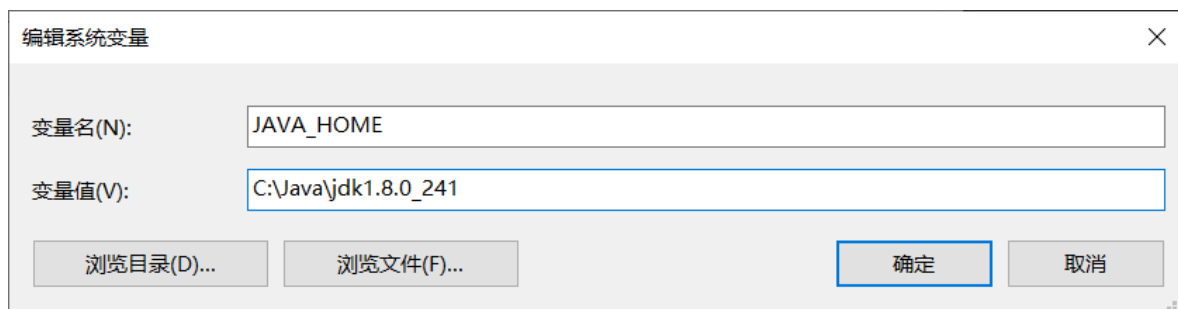 编辑系统变量
变量名(N):
JAVA_HOME
变量值(V):
C:\Java\jdk1.8.0_241
浏览目录(D)...
浏览文件(F)...
确定
取消